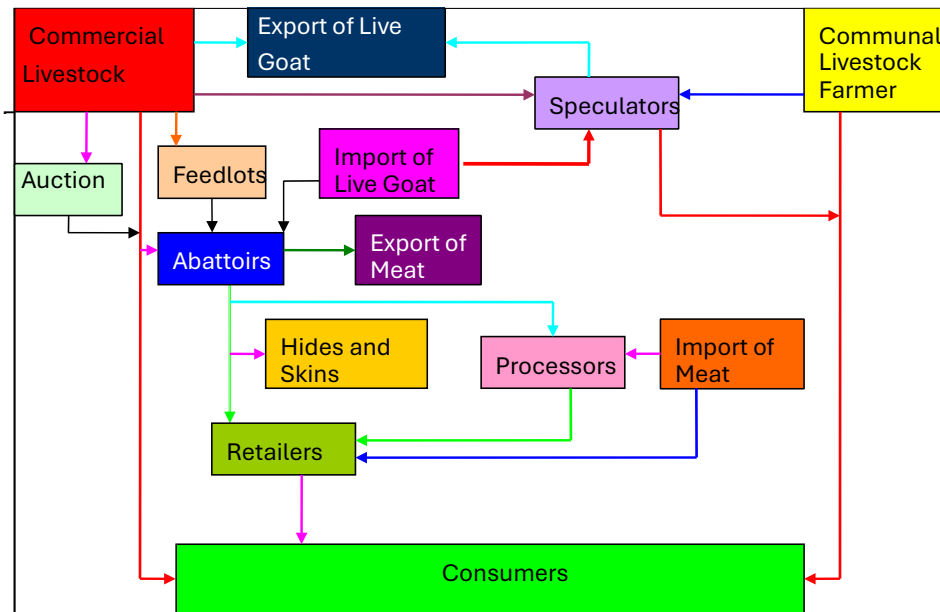 Commercial
Livestock
Export of Live
Goat
Communal
Livestock
Farmer
Speculators
Auction
Feedlots
Import of
Live Goat
Abattoirs
Export of
Meat
Hides and
Skins
Processors
Import of
Meat
Retailers
Consumers